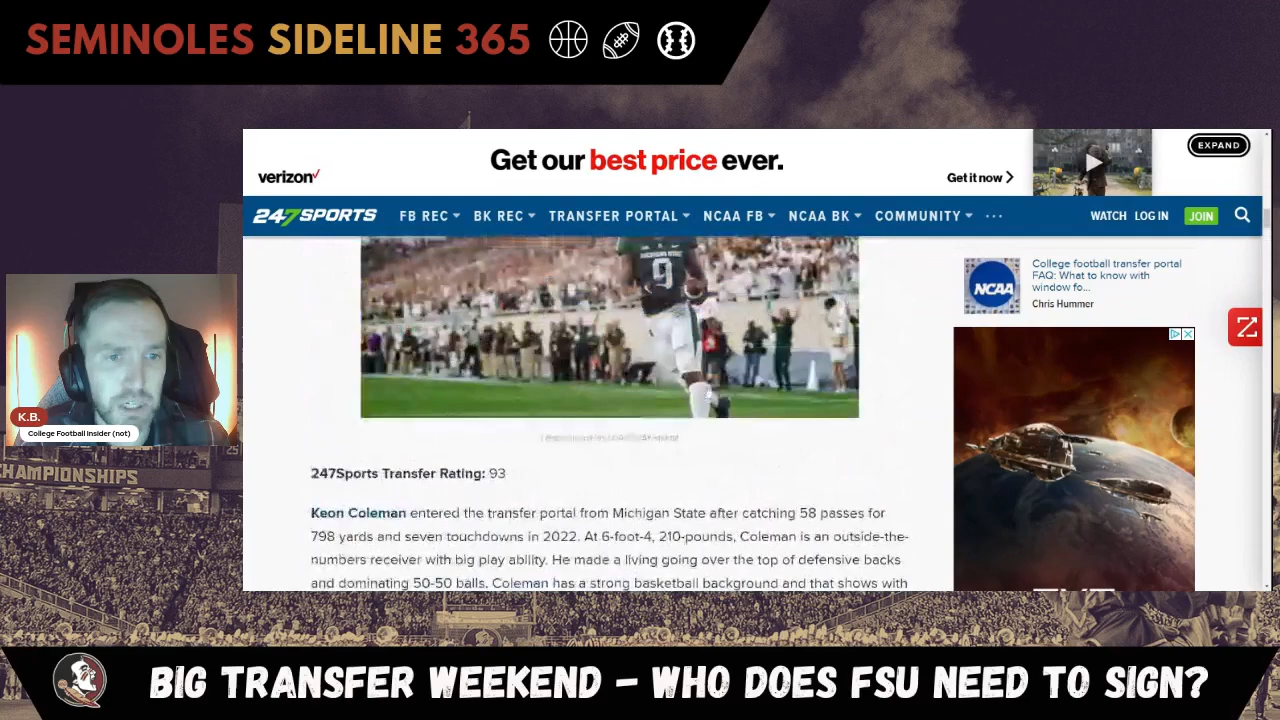 SEMINOLES SIDELINE 365
Get our best price ever.
verizon
Get it now
EXPAND
247SPORTS FB REC BK REC TRANSFER PORTAL NCAA FB NCAA BK COMMUNITY ... WATCH LOG IN JOIN
MICHIGAN STATE
9
NCAA
College football transfer portal
FAQ: What to know with
window fo...
Chris Hummer
K.B.
College Football Insider (not)
CHAMPIONSHIPS
247Sports Transfer Rating: 93
Keon Coleman entered the transfer portal from Michigan State after catching 58 passes for
798 yards and seven touchdowns in 2022. At 6-foot-4, 210-pounds, Coleman is an outside-the-
numbers receiver with big play ability. He made a living going over the top of defensive backs
and dominating 50-50 balls. Coleman has a strong basketball background and that shows with
BIG TRANSFER WEEKEND - WHO DOES FSU NEED TO SIGN?